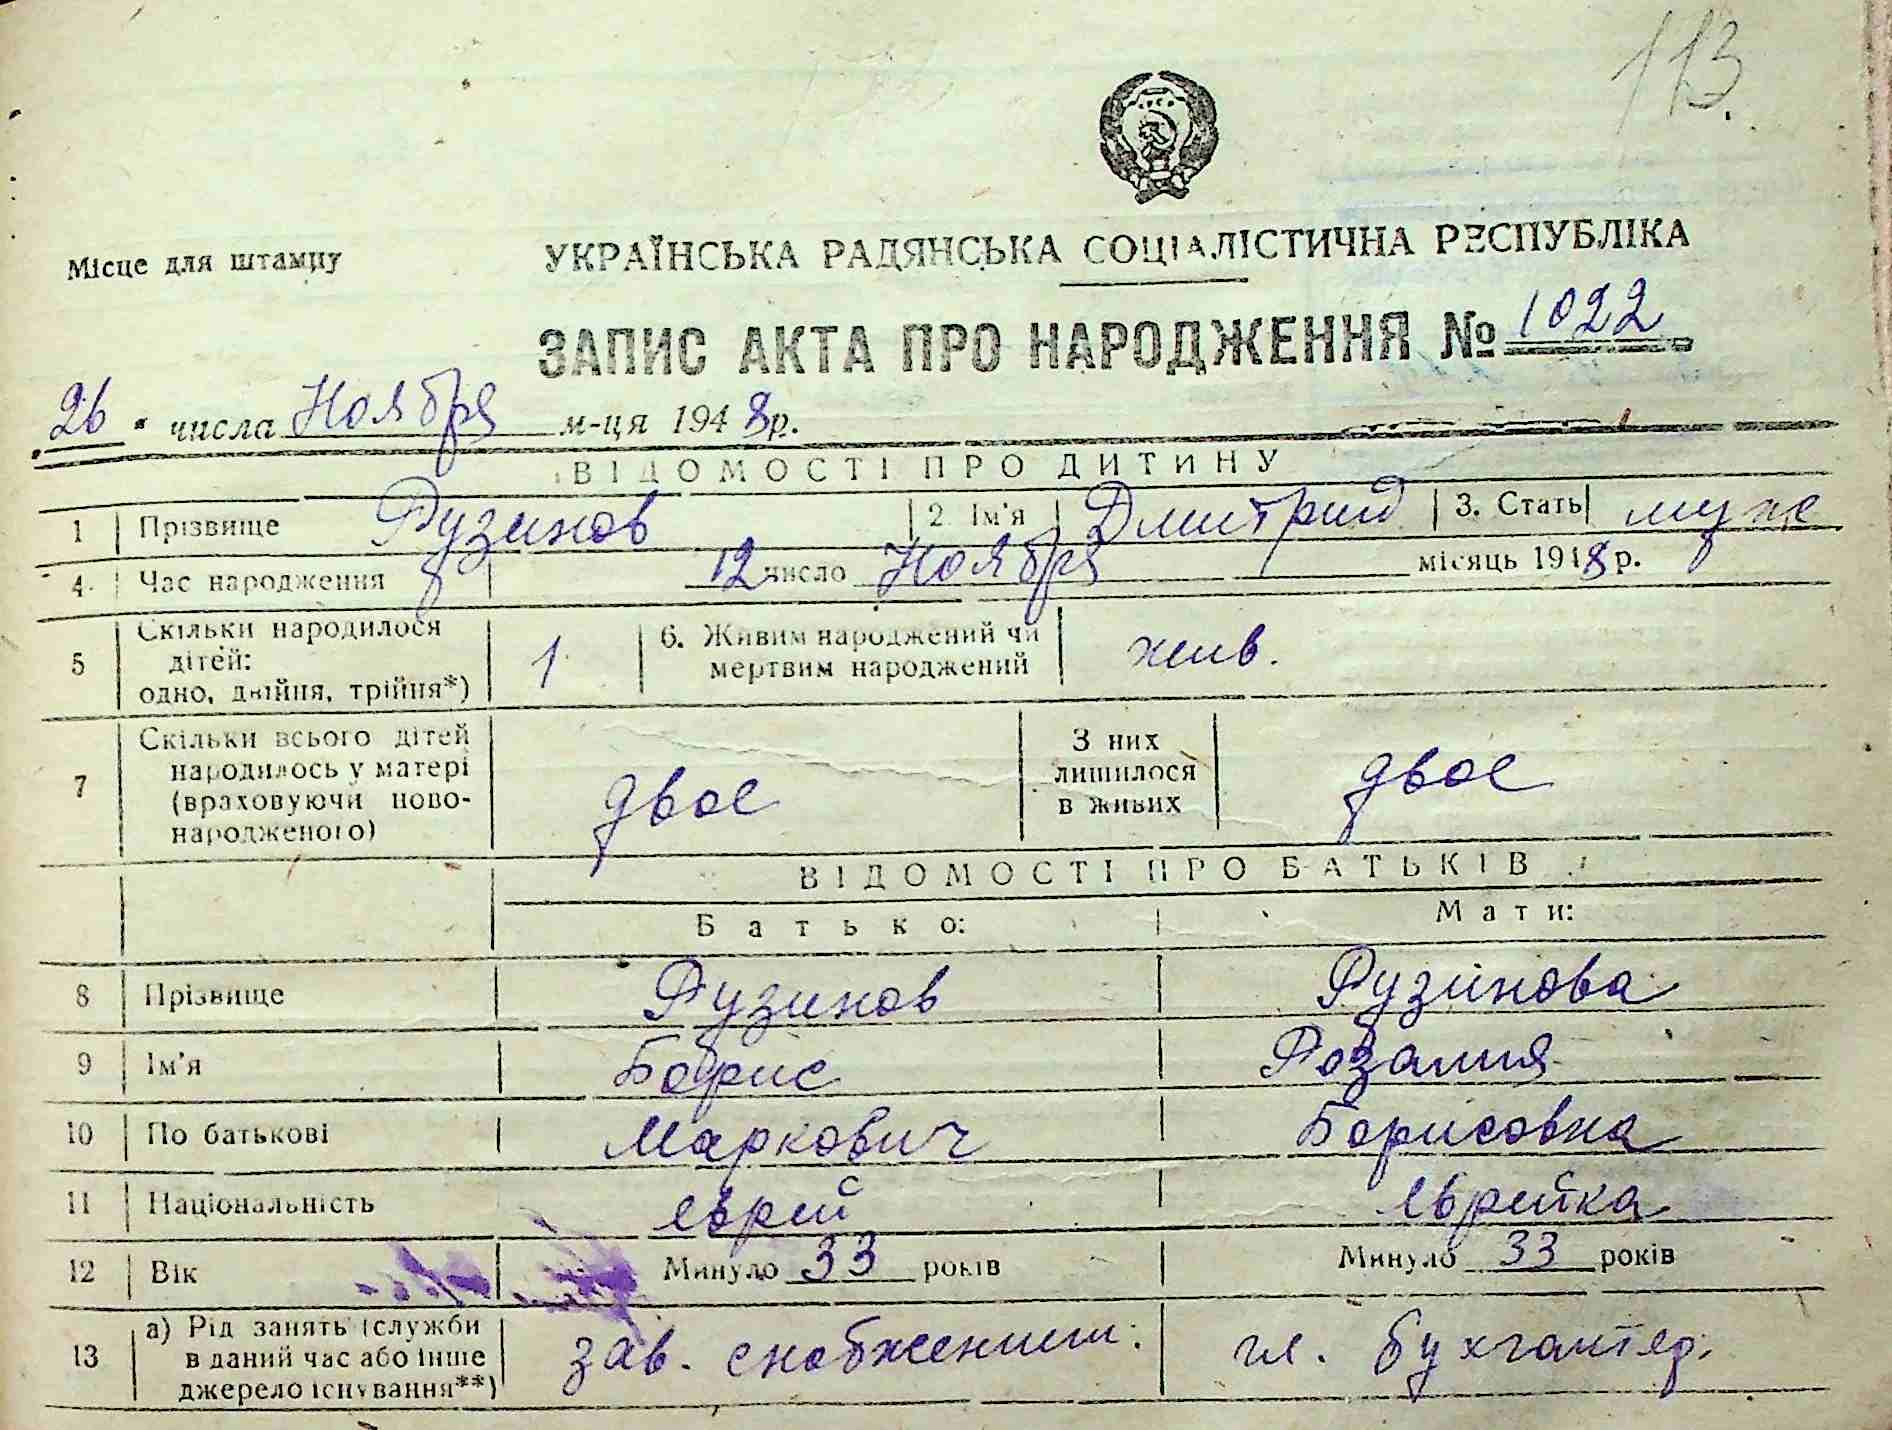 113.
Місце для штампу
УКРАЇНСЬКА РАДЯНСЬКА СОЦІАЛІСТИЧНА РЕСПУБЛІКА
ЗАПИС АКТА ПРО НАРОДЖЕННЯ № 1022
26 " числа Ноября м-ця 1948 р.
ВІДОМОСТІ ПРО ДИТИНУ
1 Прізвище Рузинов 2 Ім'я Дмитрий 3. Стать муж
4. Час народження 12 число Ноября місяць 1948 р.
5 Скільки народилося дітей: одно, двійня, трійня*) 1 6. Живим народжений чи мертвим народжений жив.
7 Скільки всього дітей народилось у матері (враховуючи новонародженого) двое З них лишилося в живих двое
ВІДОМОСТІ ПРО БАТЬКІВ
Батько: Мати:
8 Прізвище Рузинов Рузинова
9 Ім'я Борис Розалия
10 По батькові Маркович Борисовна
11 Національність еврей еврейка
12 Вік Минуло 33 років Минуло 33 років
13 а) Рід занять (служби в даний час або інше джерело існування**) зав. снабжением. гл. бухгалтер.